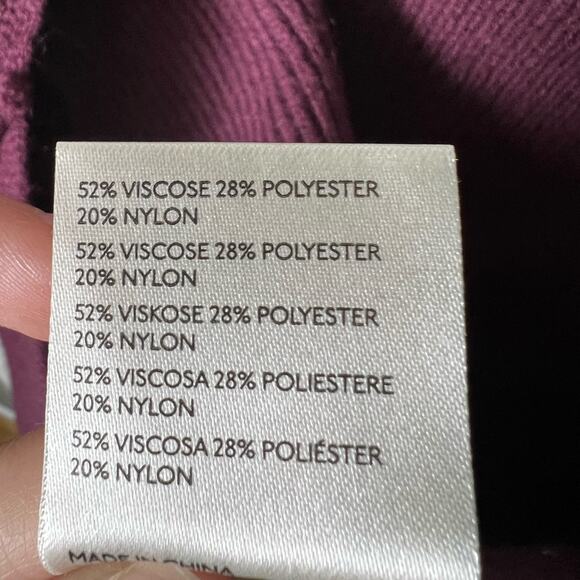 52% VISCOSE 28% POLYESTER
20% NYLON
52% VISCOSE 28% POLYESTER
20% NYLON
52% VISKOSE 28% POLYESTER
20% NYLON
52% VISCOSA 28% POLIESTERE
20% NYLON
52% VISCOSA 28% POLIÉSTER
20% NYLON
MADE IN CHINA